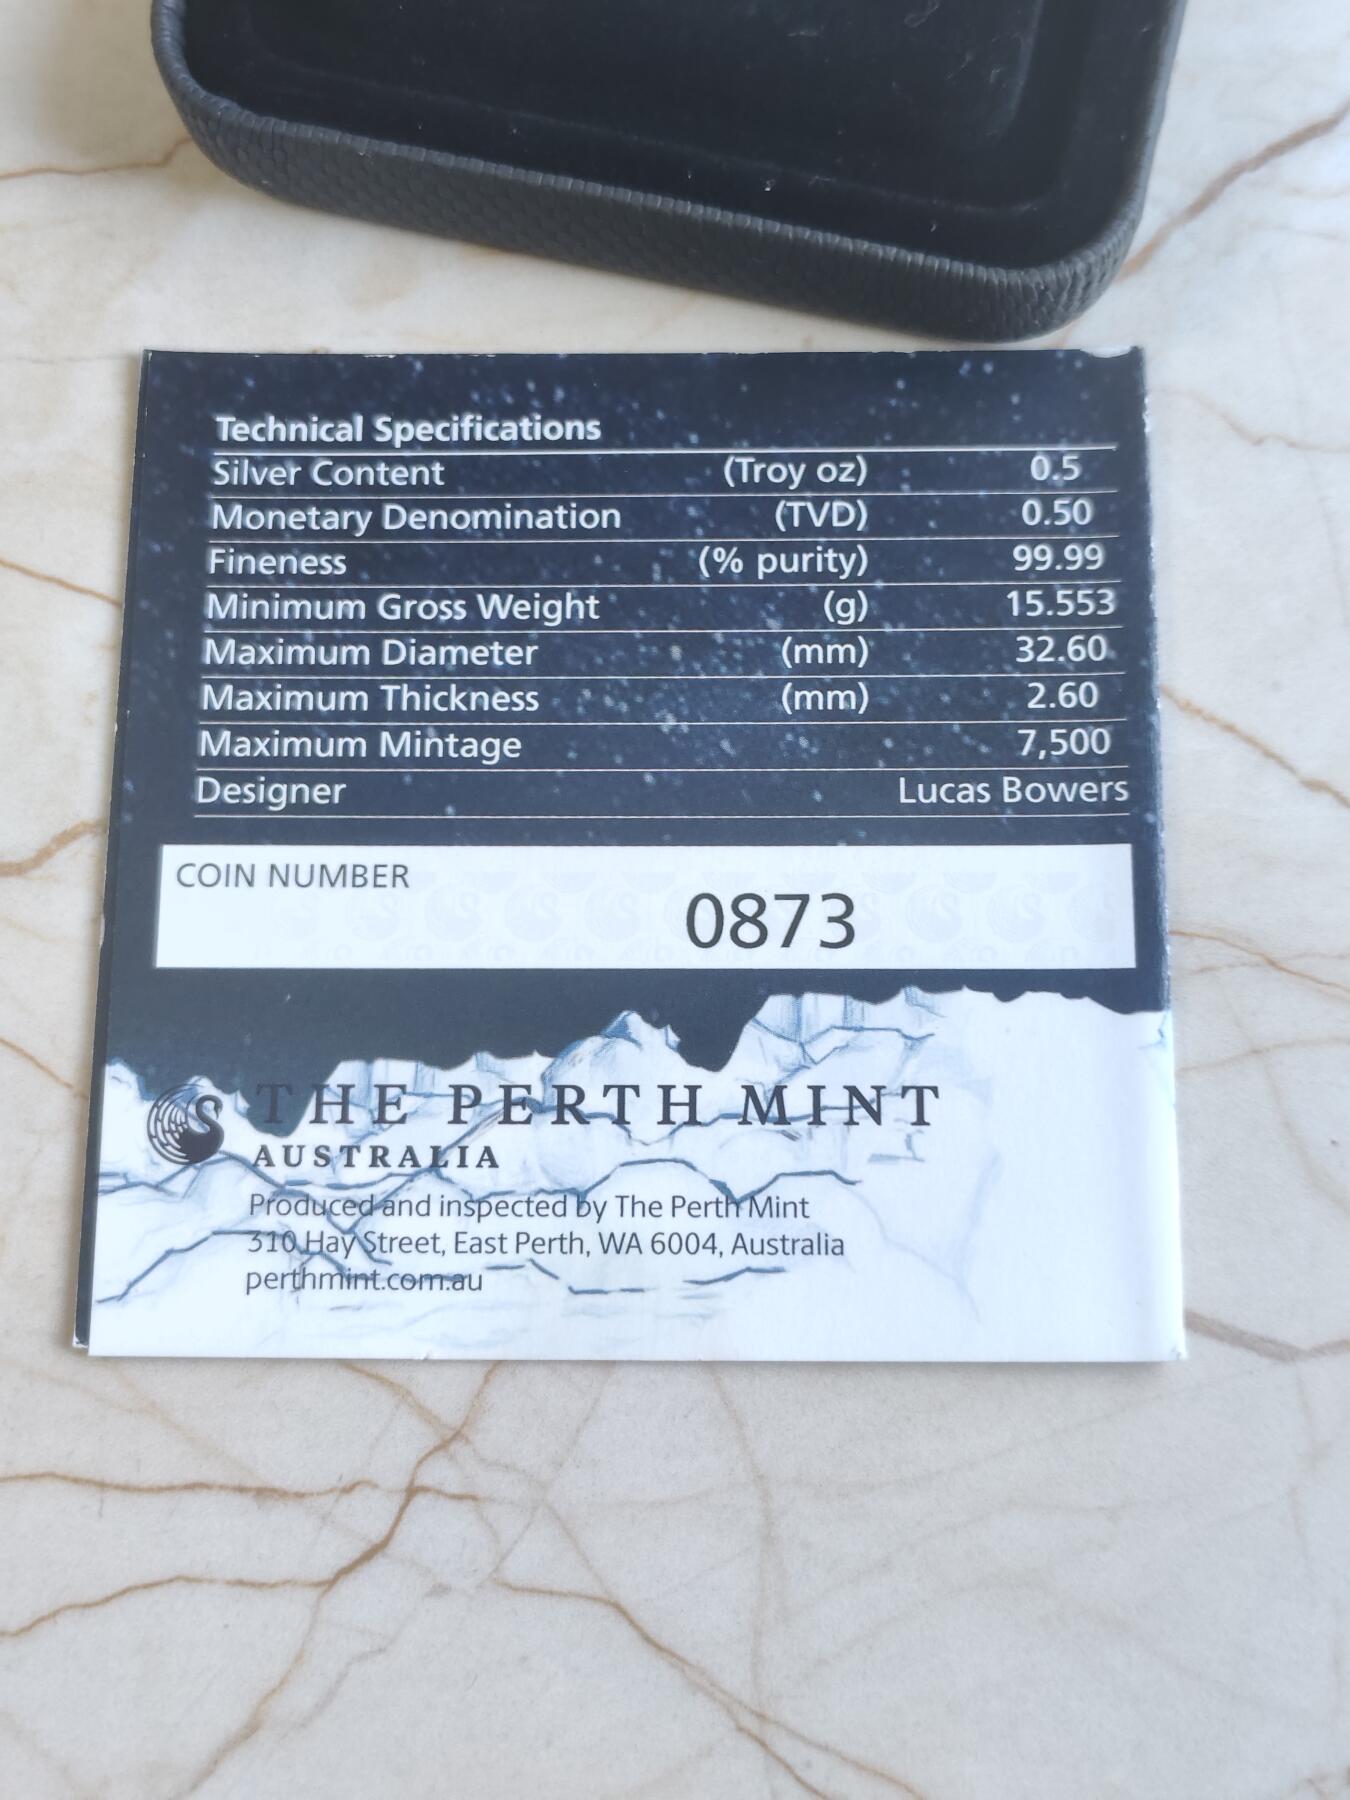 Technical Specifications
Silver Content (Troy oz) 0.5
Monetary Denomination (TVD) 0.50
Fineness (% purity) 99.99
Minimum Gross Weight (g) 15.553
Maximum Diameter (mm) 32.60
Maximum Thickness (mm) 2.60
Maximum Mintage 7,500
Designer Lucas Bowers
COIN NUMBER
0873
THE PERTH MINT
AUSTRALIA
Produced and inspected by The Perth Mint
310 Hay Street, East Perth, WA 6004, Australia
perthmint.com.au